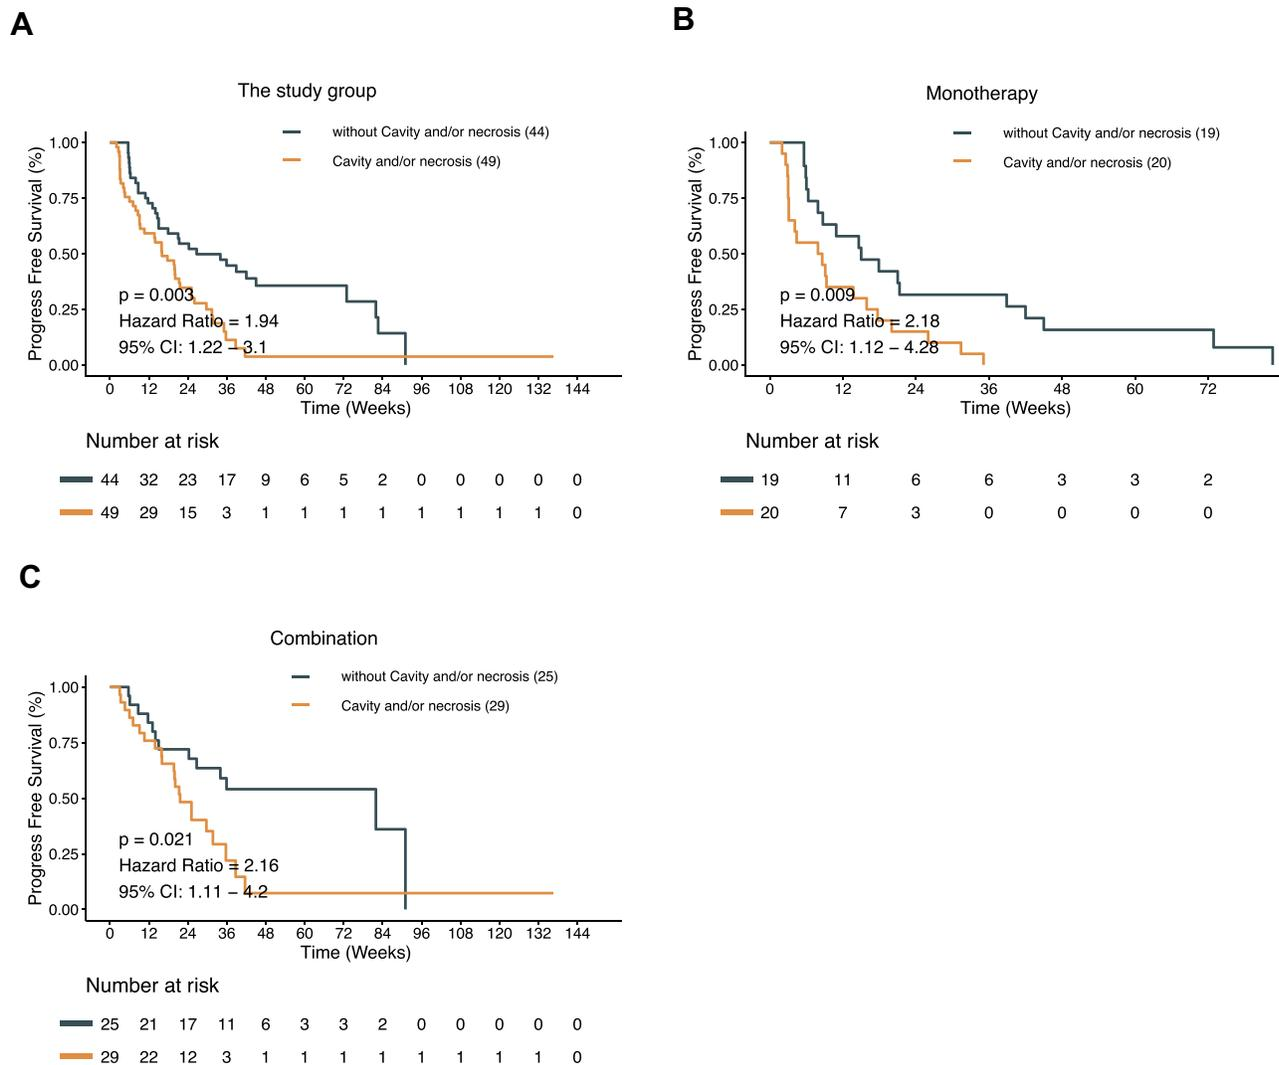 A
The study group
without Cavity and/or necrosis (44)
Cavity and/or necrosis (49)
Progress Free Survival (%)
1.00
0.75
0.50
0.25
0.00
p = 0.003
Hazard Ratio = 1.94
95% CI: 1.22 – 3.1
0 12 24 36 48 60 72 84 96 108 120 132 144
Time (Weeks)
Number at risk
44 32 23 17 9 6 5 2 0 0 0 0 0
49 29 15 3 1 1 1 1 1 1 1 1 0
B
Monotherapy
without Cavity and/or necrosis (19)
Cavity and/or necrosis (20)
Progress Free Survival (%)
1.00
0.75
0.50
0.25
0.00
p = 0.009
Hazard Ratio = 2.18
95% CI: 1.12 – 4.28
0 12 24 36 48 60 72
Time (Weeks)
Number at risk
19 11 6 6 3 3 2
20 7 3 0 0 0 0
C
Combination
without Cavity and/or necrosis (25)
Cavity and/or necrosis (29)
Progress Free Survival (%)
1.00
0.75
0.50
0.25
0.00
p = 0.021
Hazard Ratio = 2.16
95% CI: 1.11 – 4.2
0 12 24 36 48 60 72 84 96 108 120 132 144
Time (Weeks)
Number at risk
25 21 17 11 6 3 3 2 0 0 0 0 0
29 22 12 3 1 1 1 1 1 1 1 1 0